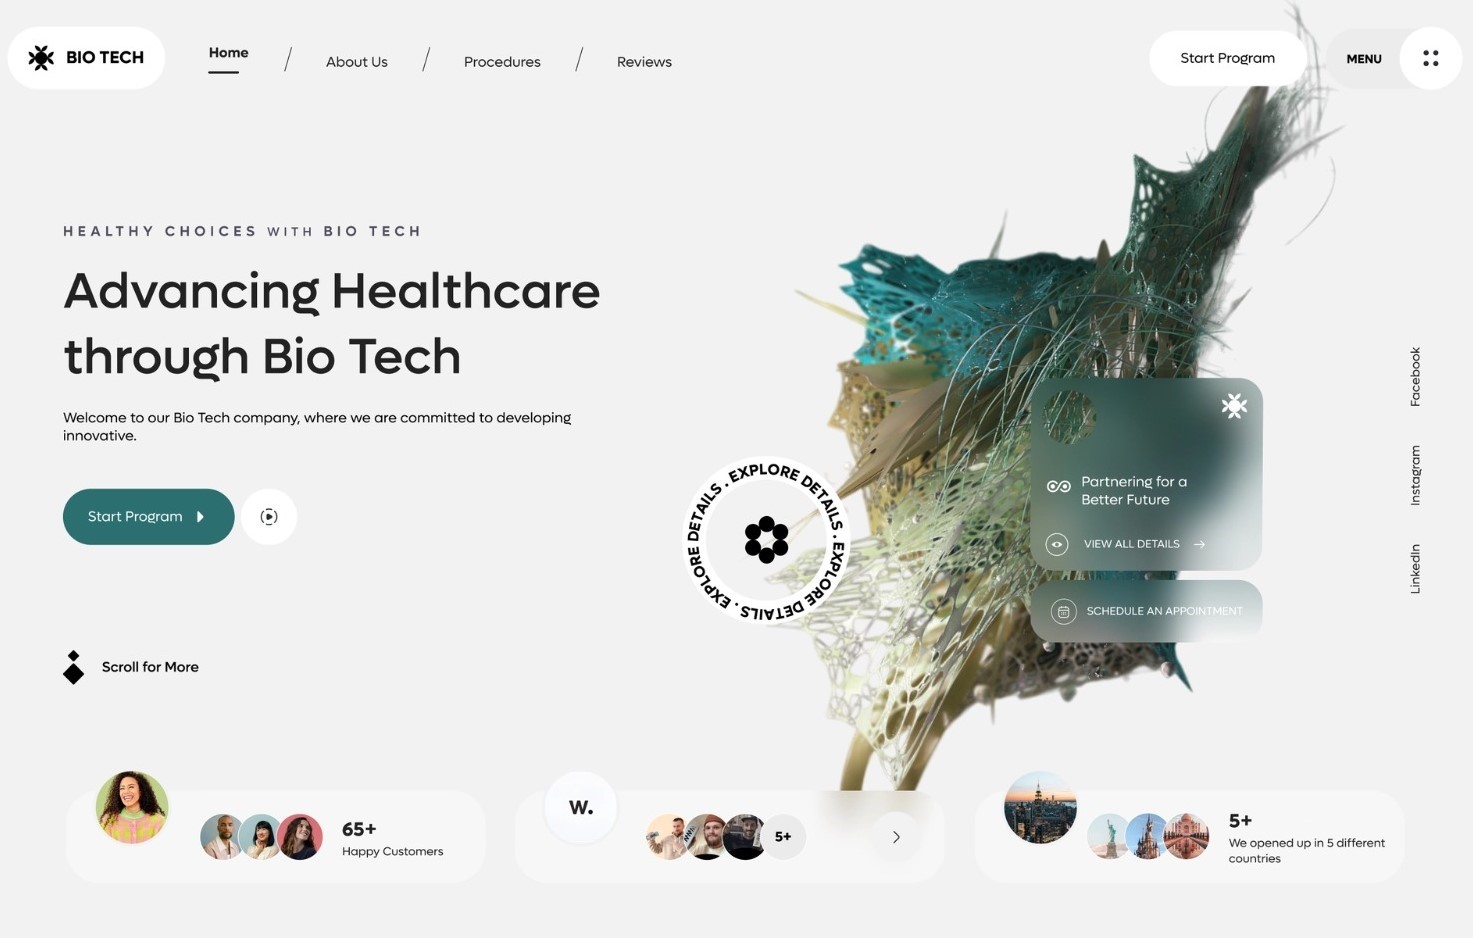 BIO TECH
Home
About Us
Procedures
Reviews
Start Program
MENU
HEALTHY CHOICES WITH BIO TECH
Advancing Healthcare
through Bio Tech
Welcome to our Bio Tech company, where we are committed to developing
innovative.
Start Program
EXPLORE DETAILS . EXPLORE DETAILS . EXPLORE DETAILS .
Partnering for a
Better Future
VIEW ALL DETAILS
SCHEDULE AN APPOINTMENT
Facebook
Instagram
LinkedIn
Scroll for More
65+
Happy Customers
w.
5+
5+
We opened up in 5 different
countries